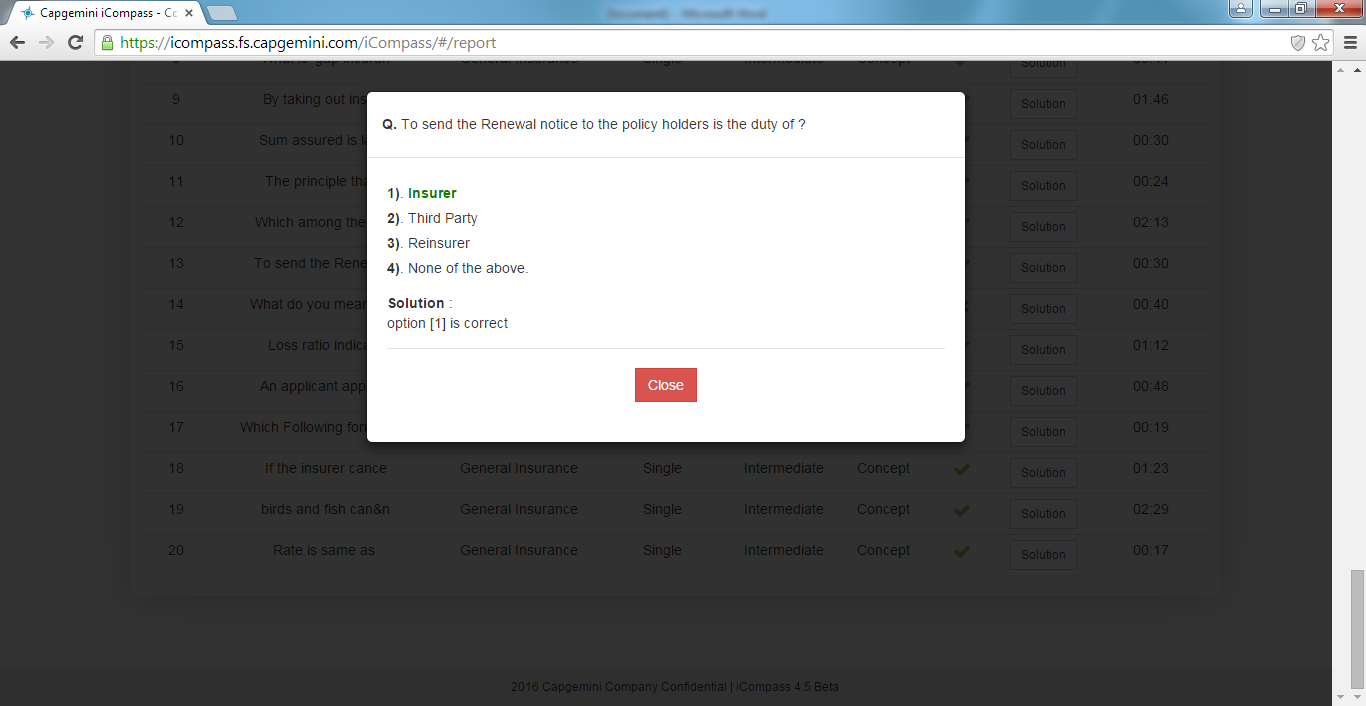 Capgemini iCompass - Cc
Document1 - Microsoft Word
https://icompass.fs.capgemini.com/iCompass/#/report
Solution
9 By taking out ins Solution 01:46
10 Sum assured is la Solution 00:30
11 The principle tha Solution 00:24
12 Which among the Solution 02:13
13 To send the Rene Solution 00:30
14 What do you mear Solution 00:40
15 Loss ratio indica Solution 01:12
16 An applicant app Solution 00:48
17 Which Following for Solution 00:19
18 If the insurer cance General Insurance Single Intermediate Concept Solution 01:23
19 birds and fish can&n General Insurance Single Intermediate Concept Solution 02:29
20 Rate is same as General Insurance Single Intermediate Concept Solution 00:17
Q. To send the Renewal notice to the policy holders is the duty of ?
1). Insurer
2). Third Party
3). Reinsurer
4). None of the above.
Solution :
option [1] is correct
Close
2016 Capgemini Company Confidential | iCompass 4.5 Beta